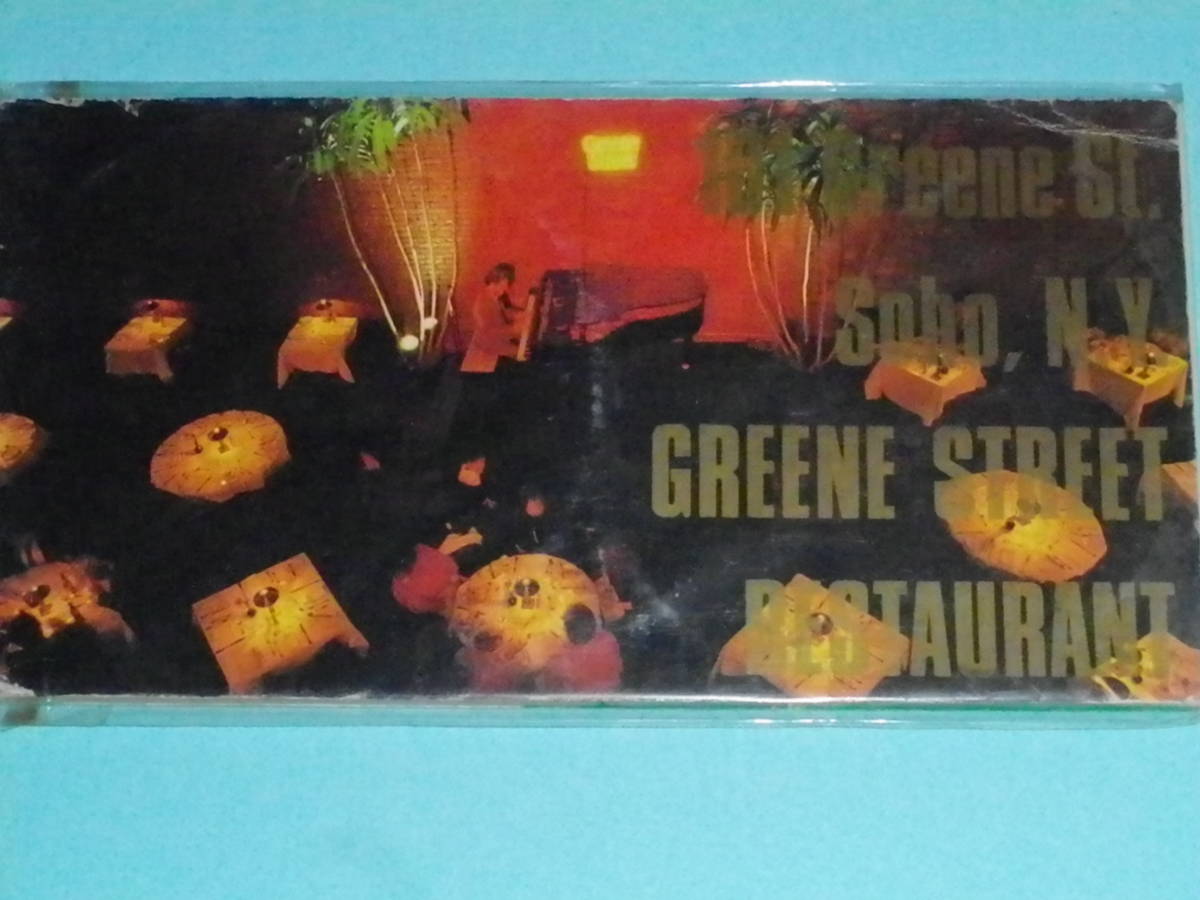 Greene St.
Soho, N.Y.
GREENE STREET
RESTAURANT